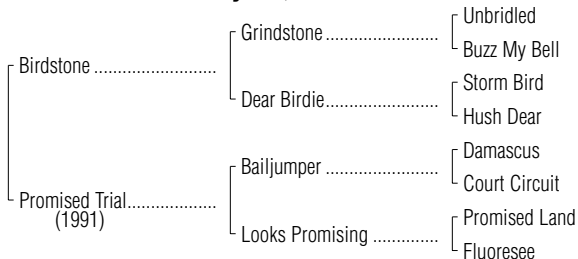 Unbridled
Grindstone ........................
Buzz My Bell
Birdstone ..........................
Storm Bird
Dear Birdie........................
Hush Dear
Damascus
Bailjumper ........................
Court Circuit
Promised Trial...................
(1991)
Promised Land
Looks Promising ..............
Fluoresee